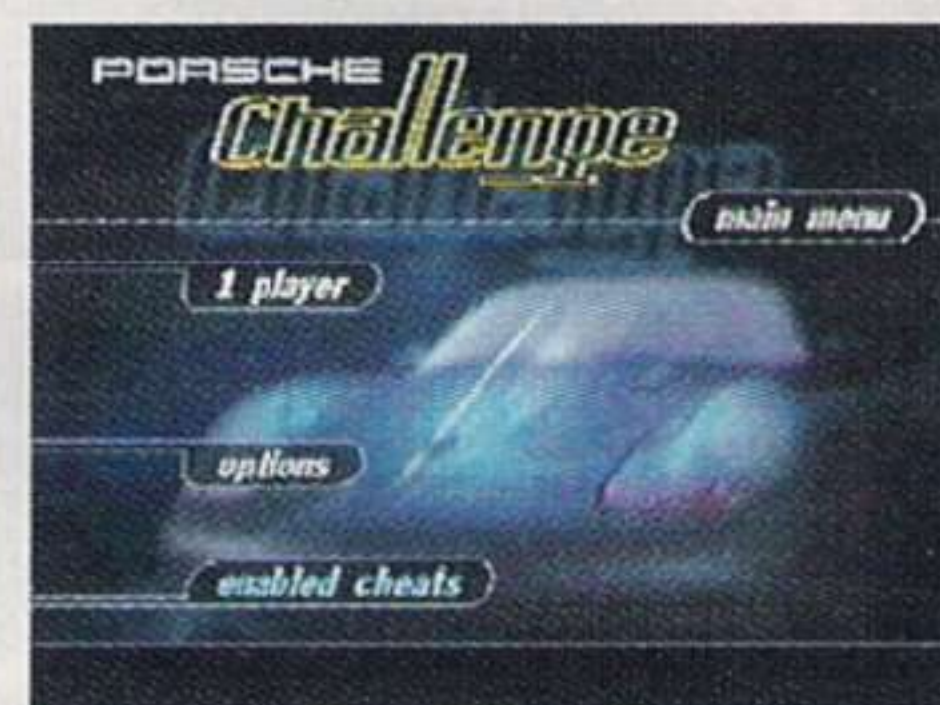 PORSCHE
Challenge
main menu
1 player
options
enabled cheats